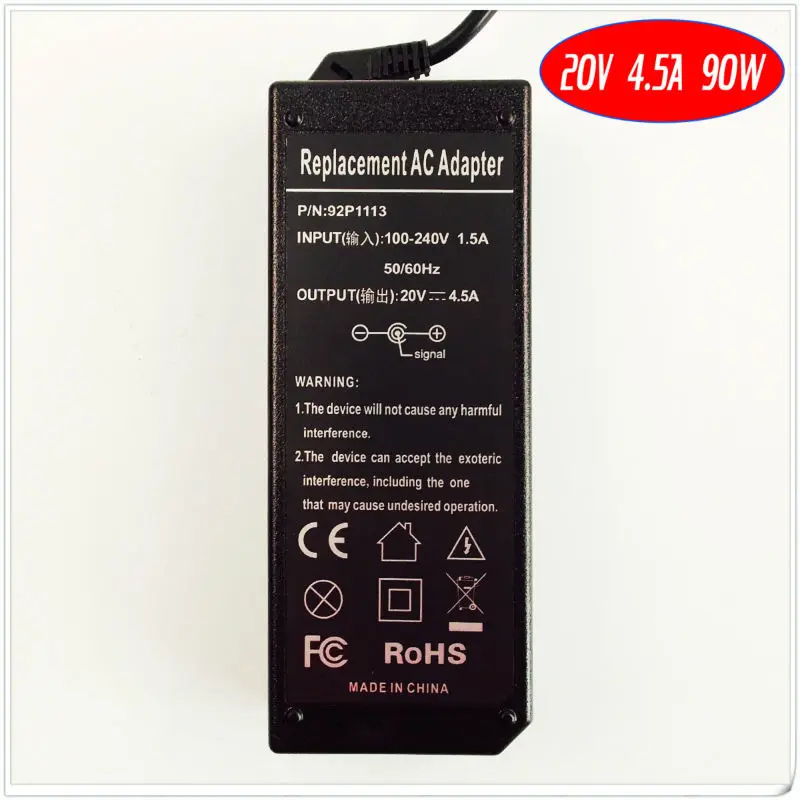 20V 4.5A 90W
Replacement AC Adapter
P/N:92P1113
INPUT(输入):100-240V 1.5A
50/60Hz
OUTPUT(输出):20V⎓4.5A
signal
WARNING:
1.The device will not cause any harmful
interference.
2.The device can accept the exoteric
interference, including the one
that may cause undesired operation.
CE
FC
RoHS
MADE IN CHINA